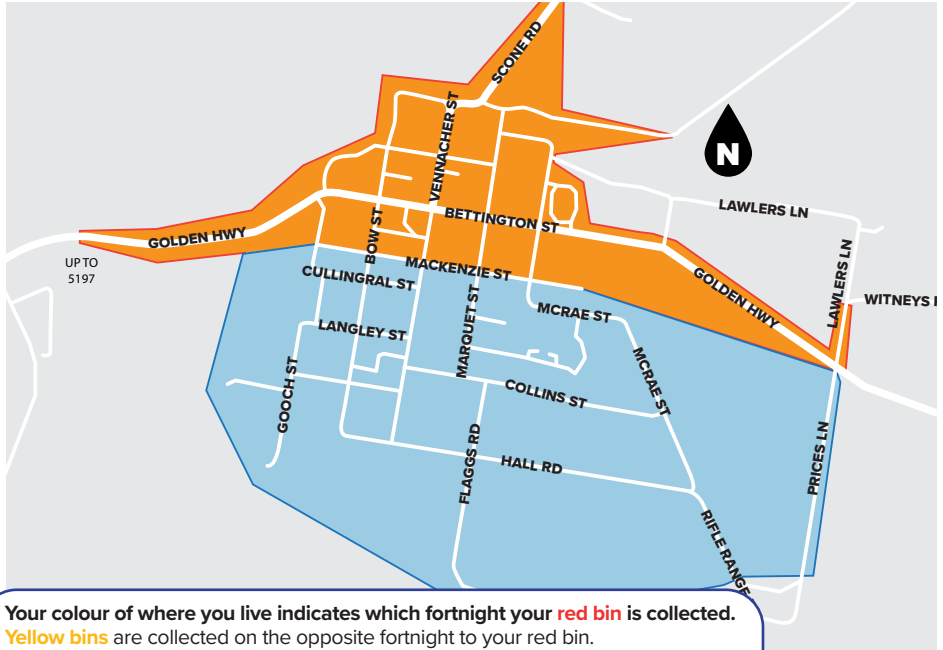 SCONE RD
VENNACHER ST
N
LAWLERS LN
BETTINGTON ST
GOLDEN HWY
BOW ST
UP TO
5197
MACKENZIE ST
CULLINGRAL ST
GOLDEN HWY
LAWLERS LN
WITNEYS
MARQUET ST
MCRAE ST
LANGLEY ST
GOOCH ST
MCRAE ST
COLLINS ST
FLAGGS RD
HALL RD
PRICES LN
RIFLE RANGE
Your colour of where you live indicates which fortnight your red bin is collected.
Yellow bins are collected on the opposite fortnight to your red bin.